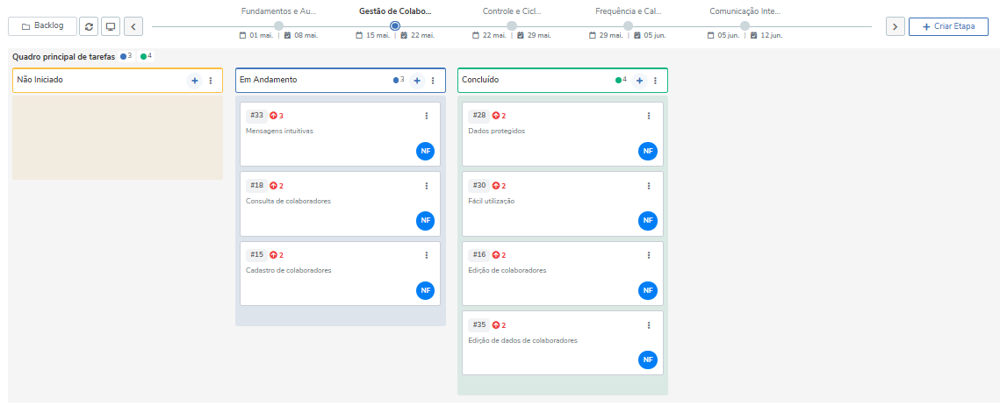 Fundamentos e Au...
Gestão de Colabo...
Controle e Cicl...
Frequência e Cal...
Comunicação Inte...
Backlog
Criar Etapa
01 mai. | 08 mai.
15 mai. | 22 mai.
22 mai. | 29 mai.
29 mai. | 05 jun.
05 jun. | 12 jun.
Quadro principal de tarefas 3 4
Não Iniciado
Em Andamento 3
Concluído 4
#33 3
Mensagens intuitivas
NF
#18 2
Consulta de colaboradores
NF
#15 2
Cadastro de colaboradores
NF
#28 2
Dados protegidos
NF
#30 2
Fácil utilização
NF
#16 2
Edição de colaboradores
NF
#35 2
Edição de dados de colaboradores
NF